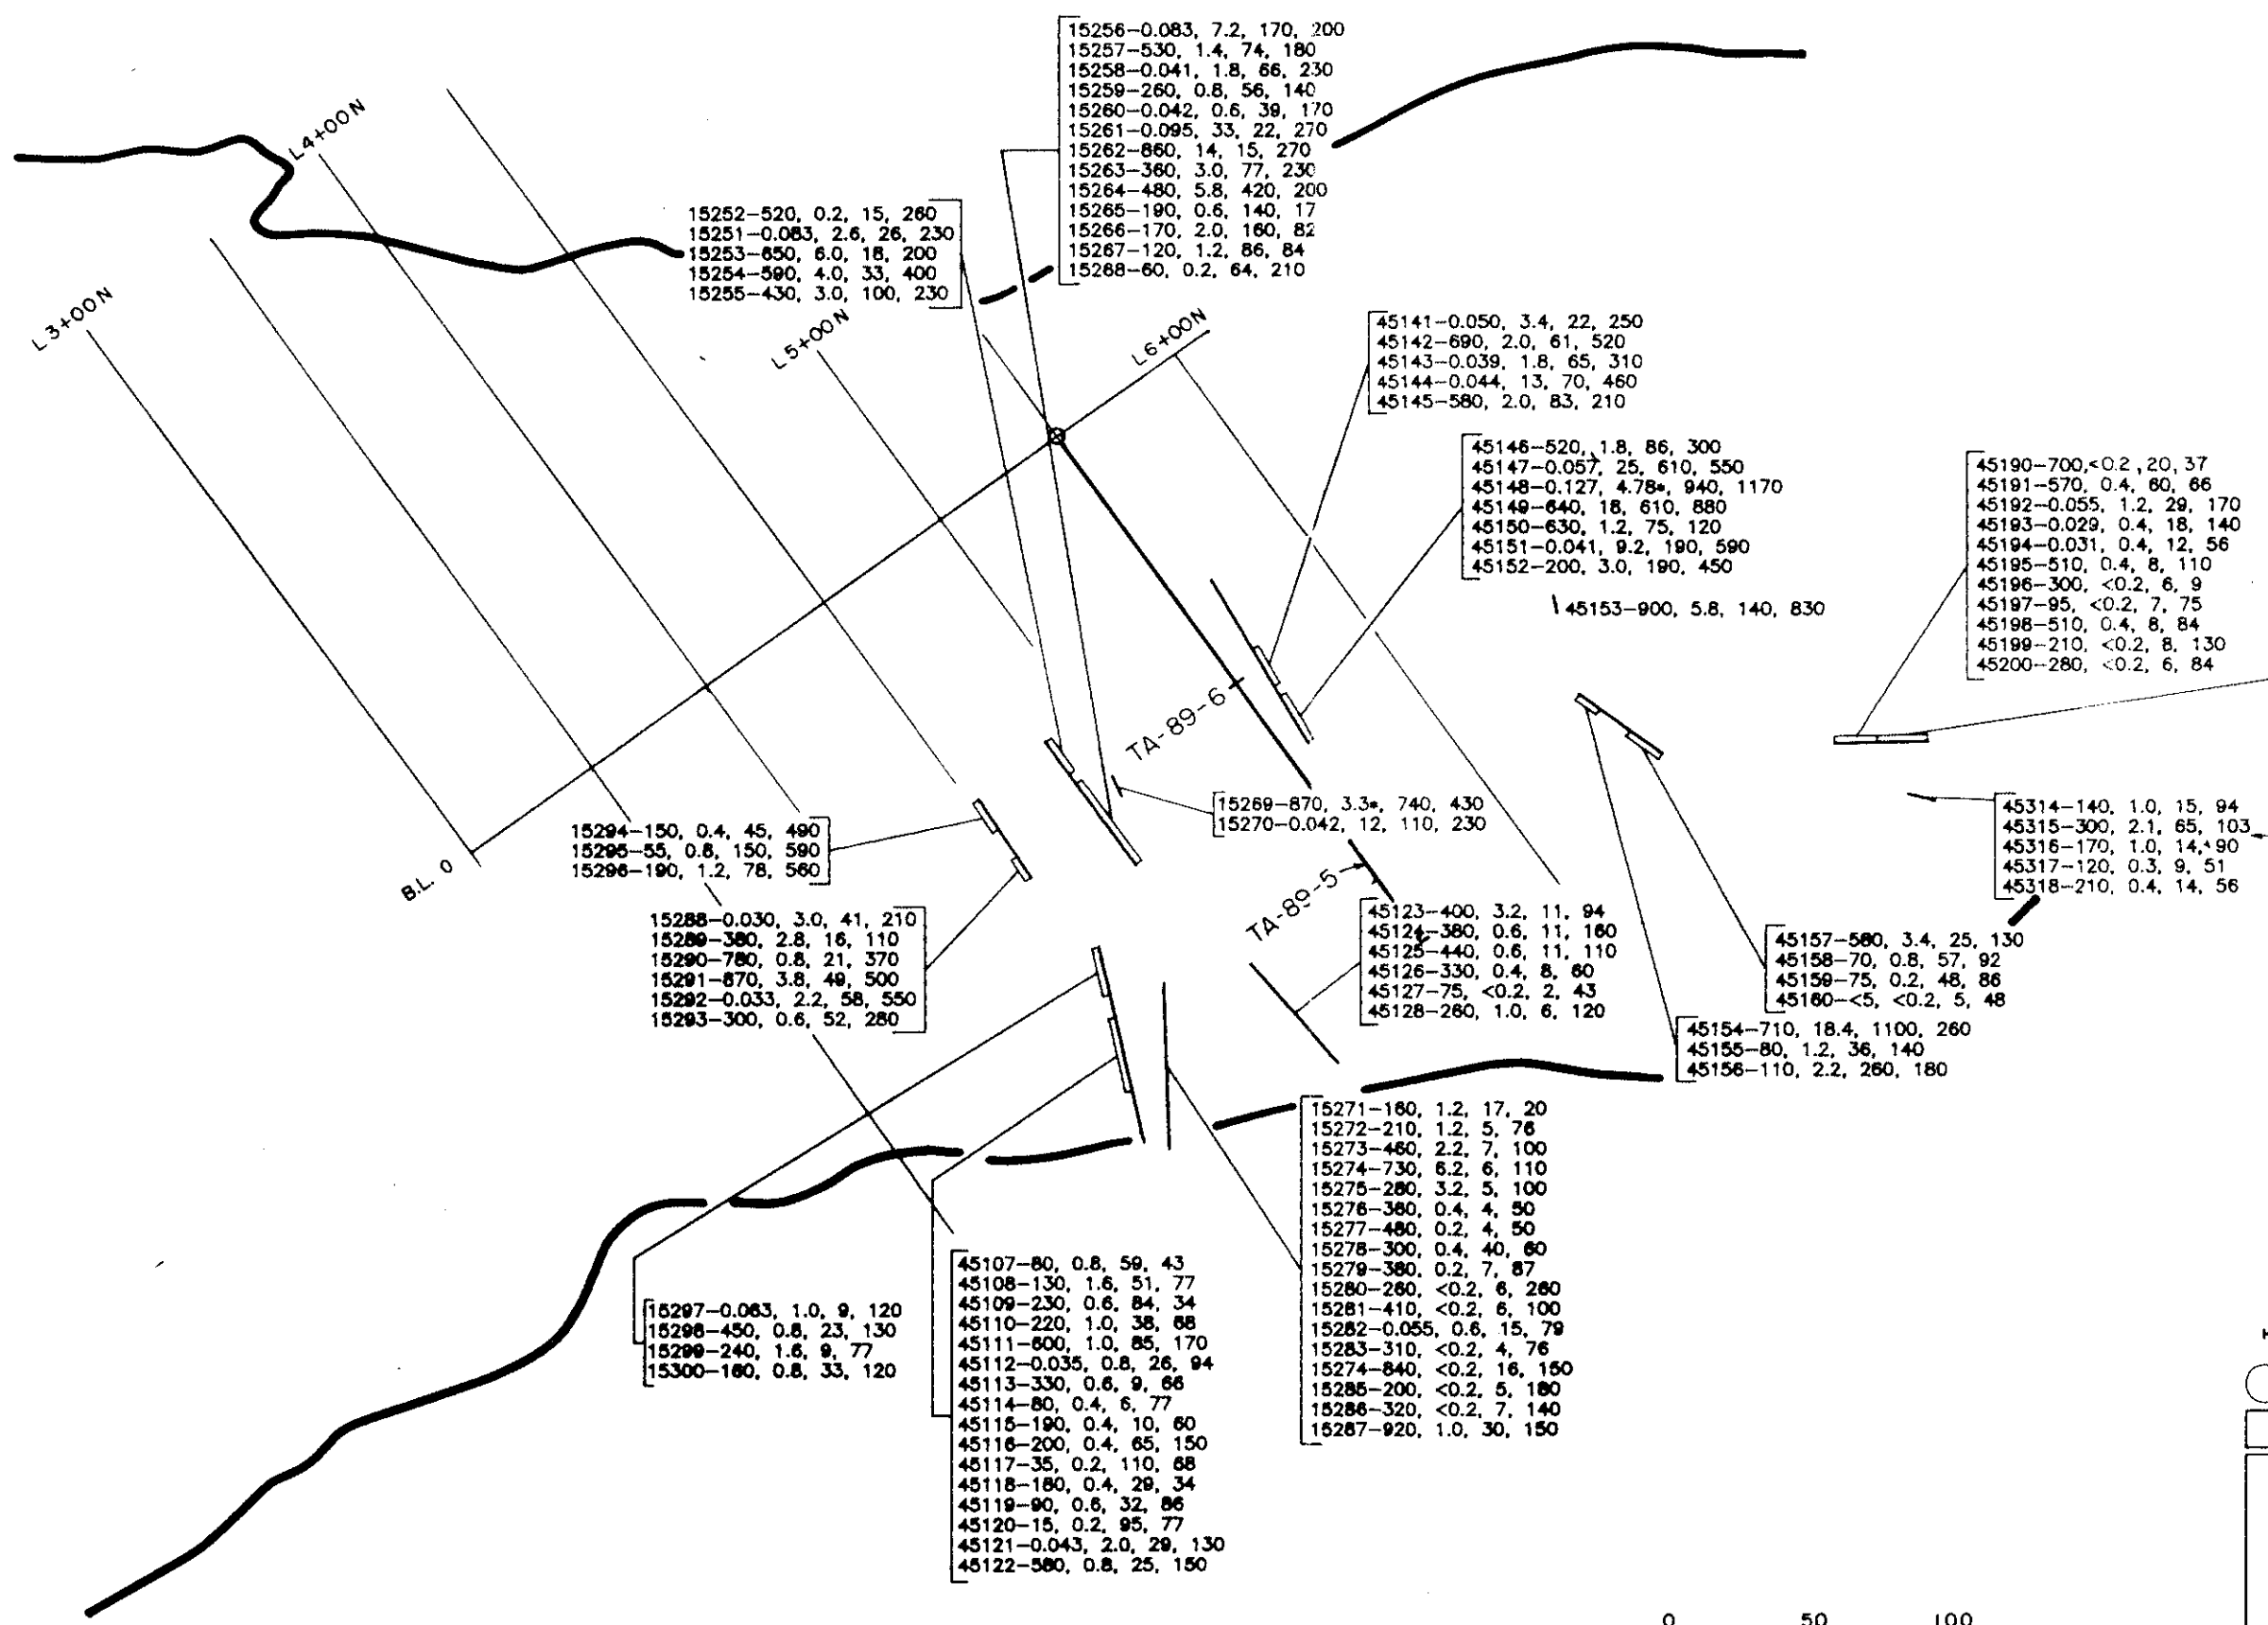 15256-0.083, 7.2, 170, 200
15257-530, 1.4, 74, 180
15258-0.041, 1.8, 66, 230
15259-260, 0.8, 56, 140
15260-0.042, 0.6, 39, 170
15261-0.095, 33, 22, 270
15262-860, 14, 15, 270
15263-360, 3.0, 77, 230
15264-480, 5.8, 420, 200
15265-190, 0.6, 140, 17
15266-170, 2.0, 160, 82
15267-120, 1.2, 86, 84
15268-60, 0.2, 64, 210
L4+00N
15252-520, 0.2, 15, 260
15251-0.083, 2.6, 26, 230
15253-650, 6.0, 18, 200
15254-590, 4.0, 33, 400
15255-430, 3.0, 100, 230
L3+00N
L5+00N
L6+00N
45141-0.050, 3.4, 22, 250
45142-690, 2.0, 61, 520
45143-0.039, 1.8, 65, 310
45144-0.044, 13, 70, 460
45145-580, 2.0, 83, 210
45146-520, 1.8, 86, 300
45147-0.057, 25, 610, 550
45148-0.127, 4.78*, 940, 1170
45149-640, 18, 610, 880
45150-630, 1.2, 75, 120
45151-0.041, 9.2, 190, 590
45152-200, 3.0, 190, 450
45153-900, 5.8, 140, 830
45190-700, <0.2, 20, 37
45191-570, 0.4, 60, 66
45192-0.055, 1.2, 29, 170
45193-0.029, 0.4, 18, 140
45194-0.031, 0.4, 12, 56
45195-510, 0.4, 8, 110
45196-300, <0.2, 6, 9
45197-95, <0.2, 7, 75
45198-510, 0.4, 8, 84
45199-210, <0.2, 8, 130
45200-280, <0.2, 6, 84
TA-89-6
15269-870, 3.3*, 740, 430
15270-0.042, 12, 110, 230
45314-140, 1.0, 15, 94
45315-300, 2.1, 65, 103
45316-170, 1.0, 14, 90
45317-120, 0.3, 9, 51
45318-210, 0.4, 14, 56
15294-150, 0.4, 45, 490
15295-55, 0.8, 150, 590
15296-190, 1.2, 78, 560
B.L. 0
TA-89-5
15288-0.030, 3.0, 41, 210
15289-380, 2.8, 16, 110
15290-780, 0.8, 21, 370
15291-870, 3.8, 49, 500
15292-0.033, 2.2, 58, 550
15293-300, 0.6, 52, 280
45123-400, 3.2, 11, 94
45124-380, 0.6, 11, 160
45125-440, 0.6, 11, 110
45126-330, 0.4, 8, 60
45127-75, <0.2, 2, 43
45128-260, 1.0, 6, 120
45157-580, 3.4, 25, 130
45158-70, 0.8, 57, 92
45159-75, 0.2, 48, 86
45160-<5, <0.2, 5, 48
45154-710, 18.4, 1100, 260
45155-80, 1.2, 36, 140
45156-110, 2.2, 260, 180
15271-160, 1.2, 17, 20
15272-210, 1.2, 5, 76
15273-460, 2.2, 7, 100
15274-730, 6.2, 6, 110
15275-280, 3.2, 5, 100
15276-360, 0.4, 4, 50
15277-480, 0.2, 4, 50
15278-300, 0.4, 40, 60
15279-380, 0.2, 7, 87
15280-260, <0.2, 6, 260
15281-410, <0.2, 6, 100
15282-0.055, 0.6, 15, 79
15283-310, <0.2, 4, 76
15274-840, <0.2, 16, 150
15285-200, <0.2, 5, 180
15286-320, <0.2, 7, 140
15287-920, 1.0, 30, 150
15297-0.063, 1.0, 9, 120
15298-450, 0.8, 23, 130
15299-240, 1.6, 9, 77
15300-160, 0.8, 33, 120
45107-80, 0.8, 59, 43
45108-130, 1.6, 51, 77
45109-230, 0.6, 84, 34
45110-220, 1.0, 38, 68
45111-600, 1.0, 85, 170
45112-0.035, 0.8, 26, 94
45113-330, 0.6, 9, 66
45114-80, 0.4, 6, 77
45115-190, 0.4, 10, 60
45116-200, 0.4, 65, 150
45117-35, 0.2, 110, 68
45118-180, 0.4, 29, 34
45119-90, 0.6, 32, 86
45120-15, 0.2, 95, 77
45121-0.043, 2.0, 29, 130
45122-580, 0.8, 25, 150
0 50 100